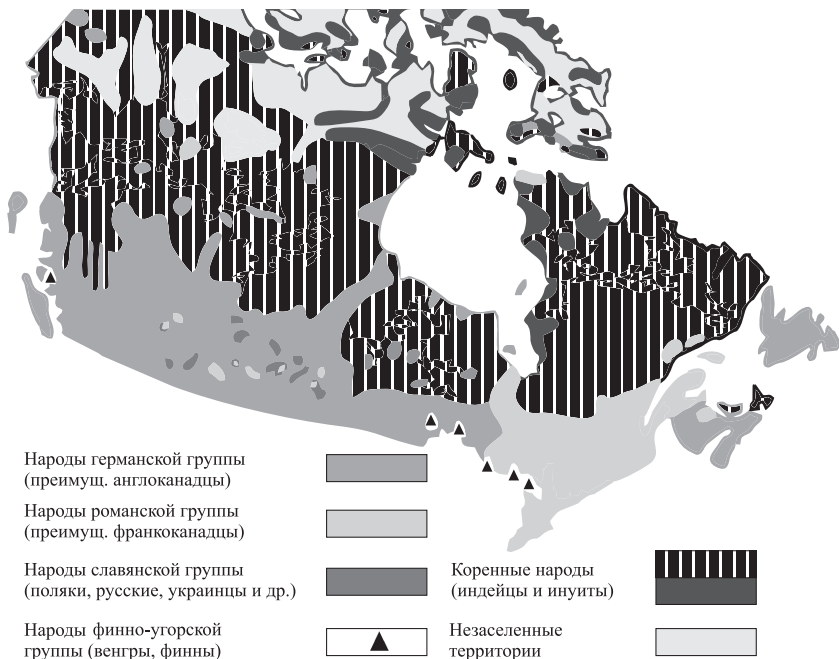 Народы германской группы
(преимущ. англоканадцы)
Народы романской группы
(преимущ. франкоканадцы)
Народы славянской группы
(поляки, русские, украинцы и др.)
Народы финно-угорской
группы (венгры, финны)
Коренные народы
(индейцы и инуиты)
Незаселенные
территории